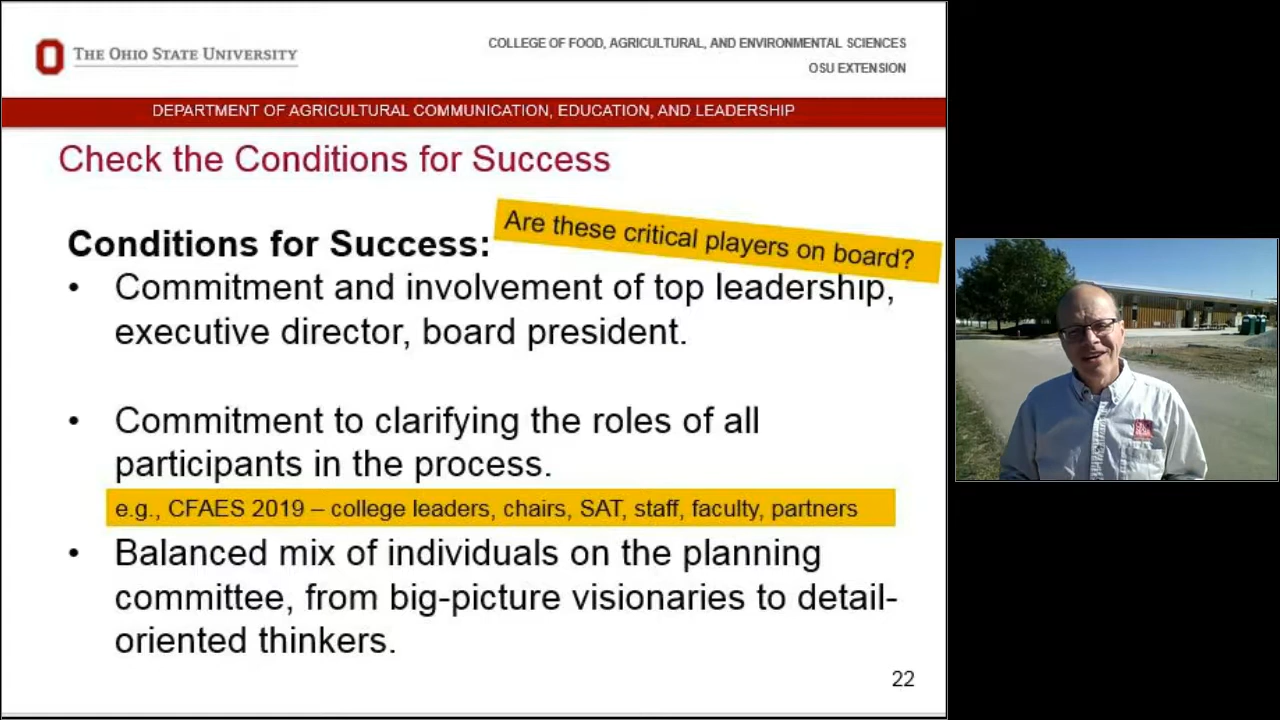 THE OHIO STATE UNIVERSITY
COLLEGE OF FOOD, AGRICULTURAL, AND ENVIRONMENTAL SCIENCES
OSU EXTENSION
DEPARTMENT OF AGRICULTURAL COMMUNICATION, EDUCATION, AND LEADERSHIP
Check the Conditions for Success
Are these critical players on board?
Conditions for Success:
• Commitment and involvement of top leadership,
executive director, board president.
• Commitment to clarifying the roles of all
participants in the process.
e.g., CFAES 2019 – college leaders, chairs, SAT, staff, faculty, partners
• Balanced mix of individuals on the planning
committee, from big-picture visionaries to detail-
oriented thinkers.
22